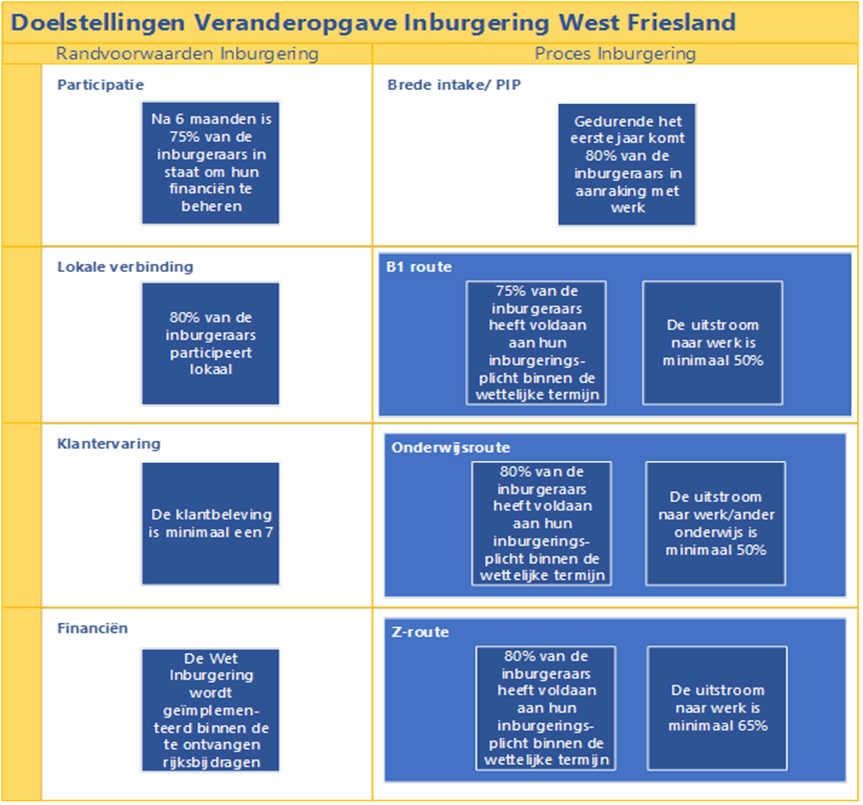 Doelstellingen Veranderopgave Inburgering West Friesland
Randvoorwaarden Inburgering
Proces Inburgering
Participatie
Na 6 maanden is
75% van de
inburgeraars in
staat om hun
financiën te
beheren
Brede intake/ PIP
Gedurende het
eerste jaar komt
80% van de
inburgeraars in
aanraking met
werk
Lokale verbinding
80% van de
inburgeraars
participeert
lokaal
B1 route
75% van de
inburgeraars
heeft voldaan
aan hun
inburgerings-
plicht binnen de
wettelijke termijn
De uitstroom
naar werk is
minimaal 50%
Klantervaring
De klantbeleving
is minimaal een 7
Onderwijsroute
80% van de
inburgeraars
heeft voldaan
aan hun
inburgerings-
plicht binnen de
wettelijke termijn
De uitstroom
naar werk/ander
onderwijs is
minimaal 50%
Financiën
De Wet
Inburgering
wordt
geïmplemen-
teerd binnen de
te ontvangen
rijksbijdragen
Z-route
80% van de
inburgeraars
heeft voldaan
aan hun
inburgerings-
plicht binnen de
wettelijke termijn
De uitstroom
naar werk is
minimaal 65%